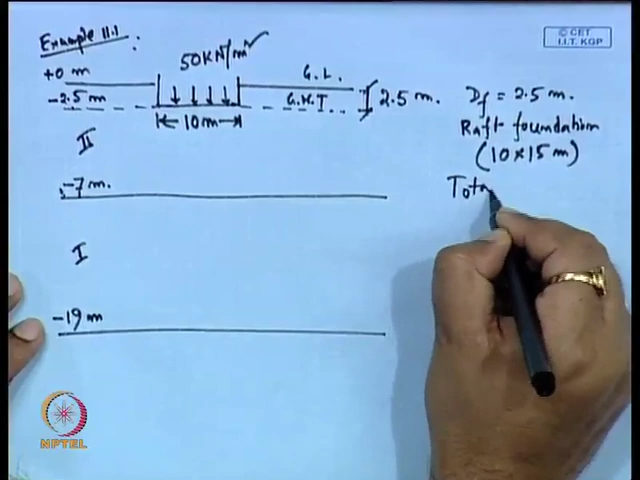 Example 11.1 :
© CET
I.I.T. KGP
50 KN/m² ✓
+0 m
G.L.
-2.5 m
G.W.T.
2.5 m.
Df = 2.5 m.
10 m
Raft foundation
(10 × 15 m)
II
-7 m.
Tota
I
-19 m
NPTEL